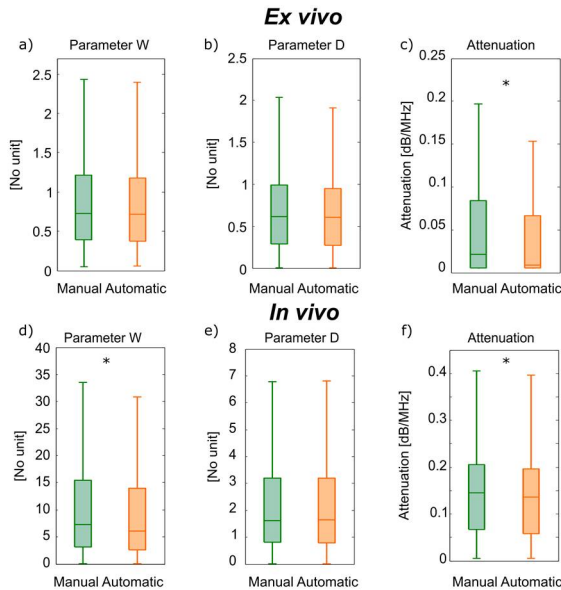 Ex vivo
a)
Parameter W
[No unit]
2.5
2
1.5
1
0.5
0
Manual Automatic
b)
Parameter D
[No unit]
2.5
2
1.5
1
0.5
0
Manual Automatic
c)
Attenuation
Attenuation [dB/MHz]
0.25
0.2
0.15
0.1
0.05
0
*
Manual Automatic
In vivo
d)
Parameter W
[No unit]
40
35
30
25
20
15
10
5
0
*
Manual Automatic
e)
Parameter D
[No unit]
8
7
6
5
4
3
2
1
0
Manual Automatic
f)
Attenuation
Attenuation [dB/MHz]
0.4
0.2
0.1
0
*
Manual Automatic